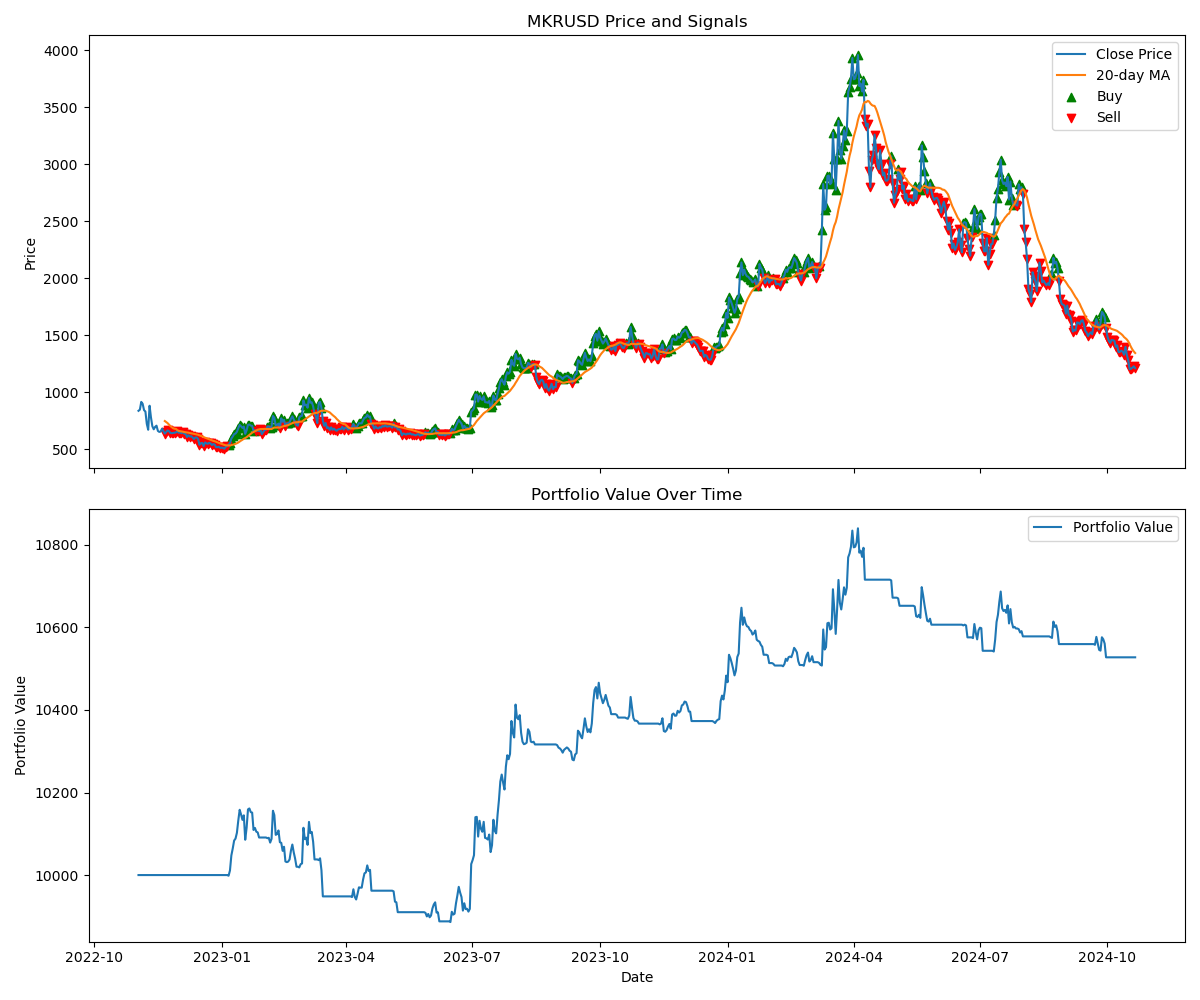 MKRUSD Price and Signals
Price
4000
3500
3000
2500
2000
1500
1000
500
Close Price
20-day MA
Buy
Sell
Portfolio Value Over Time
Portfolio Value
10800
10600
10400
10200
10000
Portfolio Value
2022-10
2023-01
2023-04
2023-07
2023-10
2024-01
2024-04
2024-07
2024-10
Date